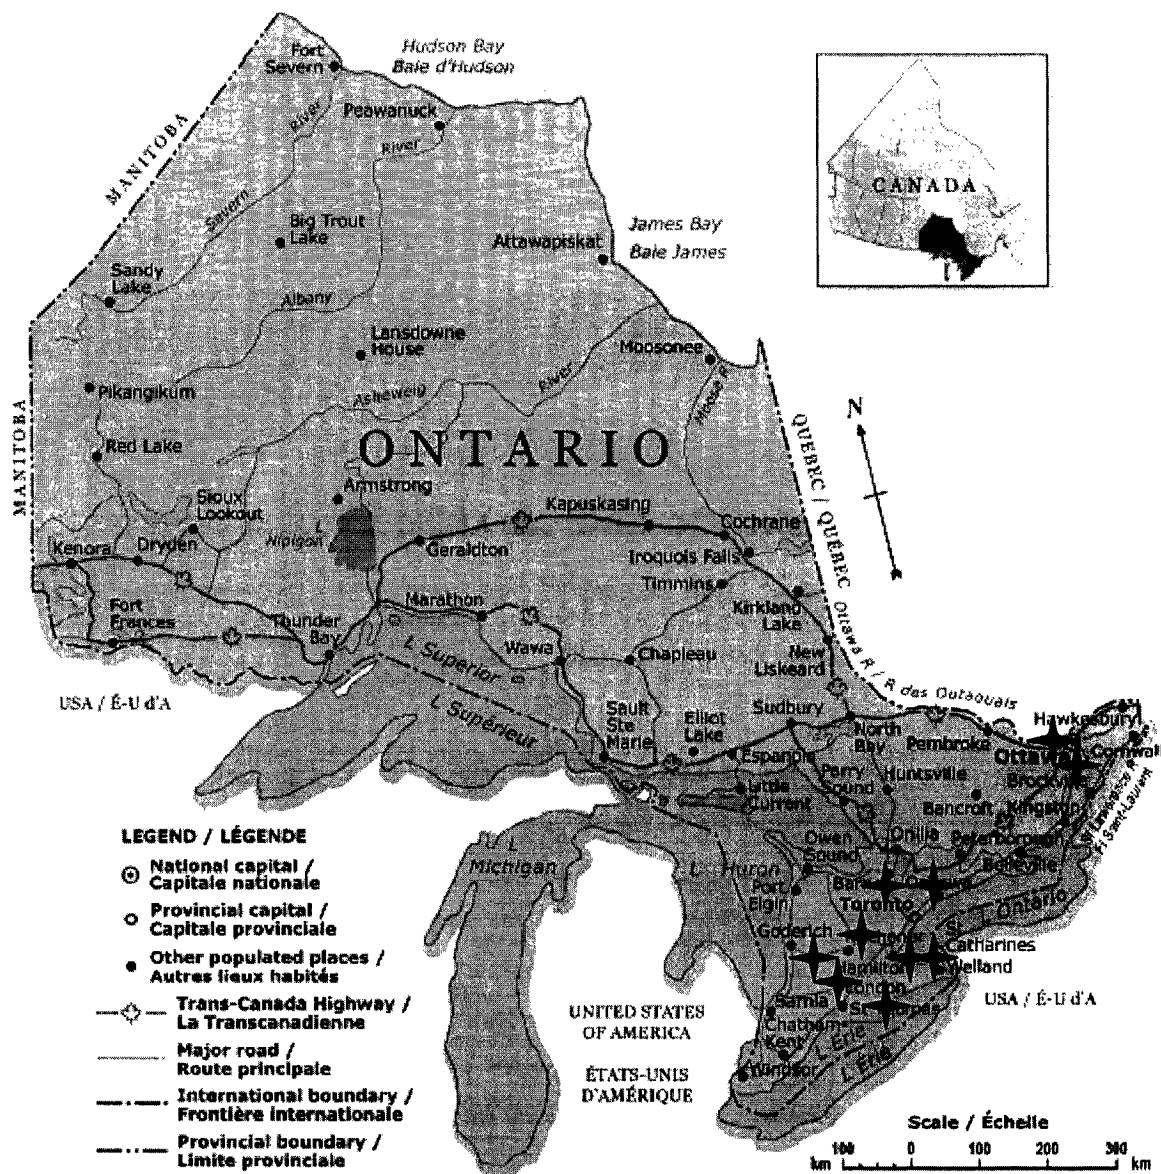 Fort
Severn
Hudson Bay
Baie d'Hudson
Peawanuck
River
River
MANITOBA
Severn
Big Trout
Lake
Attawapiskat
James Bay
Baie James
CANADA
Sandy
Lake
Albany
Lansdowne
House
Moosonee
River
Pikangikum
Asheweig
Moose R
MANITOBA
Red Lake
ONTARIO
QUEBEC / QUÉBEC
N
Armstrong
Sioux
Lookout
Kapuskasing
Cochrane
L
Nipigon
Geraldton
Iroquois Falls
Kenora
Dryden
Timmins
Marathon
Kirkland
Lake
Fort
Frances
Thunder
Bay
Wawa
Chapleau
New
Liskeard
Ottawa R / R des Outaouais
L Superior
L Supérieur
USA / É-U d'A
Sault
Ste
Marie
Elliot
Lake
Sudbury
North
Bay
Pembroke
Hawkesbury
Cornwall
Espanola
Parry
Sound
Huntsville
Little
Current
Bancroft
Kingston
Owen
Sound
Orillia
Peterborough
Belleville
L
Michigan
L Huron
Port
Elgin
Toronto
L Ontario
Goderich
St
Catharines
Hamilton
Welland
London
Sarnia
USA / É-U d'A
Chatham
Kent
L Erie
L Érié
Windsor
UNITED STATES
OF AMERICA
ÉTATS-UNIS
D'AMÉRIQUE
LEGEND / LÉGENDE
National capital /
Capitale nationale
Provincial capital /
Capitale provinciale
Other populated places /
Autres lieux habités
Trans-Canada Highway /
La Transcanadienne
Major road /
Route principale
International boundary /
Frontière internationale
Provincial boundary /
Limite provinciale
Scale / Échelle
km 100 0 100 200 300 km